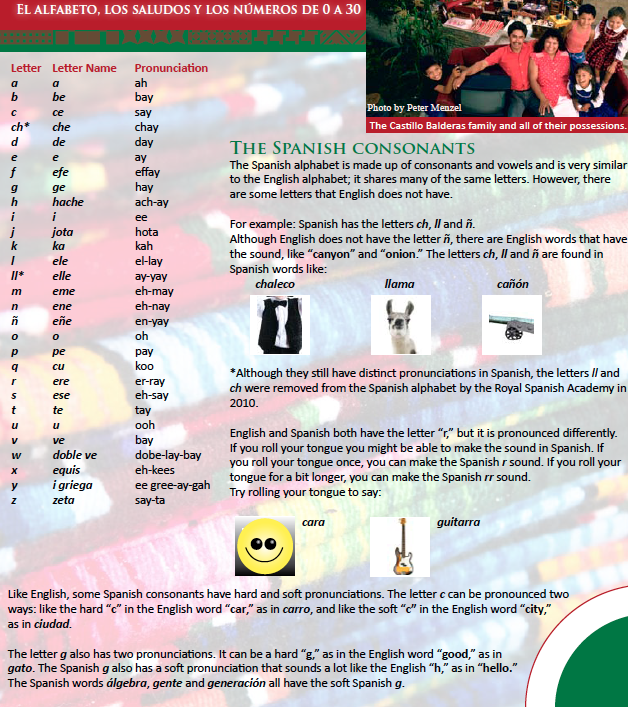 El alfabeto, los saludos y los números de 0 a 30
Photo by Peter Menzel
The Castillo Balderas family and all of their possessions.
Letter Letter Name Pronunciation
a a ah
b be bay
c ce say
ch* che chay
d de day
e e ay
f efe effay
g ge hay
h hache ach-ay
i i ee
j jota hota
k ka kah
l ele el-lay
ll* elle ay-yay
m eme eh-may
n ene eh-nay
ñ eñe en-yay
o o oh
p pe pay
q cu koo
r ere er-ray
s ese eh-say
t te tay
u u ooh
v ve bay
w doble ve dobe-lay-bay
x equis eh-kees
y i griega ee gree-ay-gah
z zeta say-ta
The Spanish consonants
The Spanish alphabet is made up of consonants and vowels and is very similar
to the English alphabet; it shares many of the same letters. However, there
are some letters that English does not have.
For example: Spanish has the letters ch, ll and ñ.
Although English does not have the letter ñ, there are English words that have
the sound, like “canyon” and “onion.” The letters ch, ll and ñ are found in
Spanish words like:
chaleco llama cañón
*Although they still have distinct pronunciations in Spanish, the letters ll and
ch were removed from the Spanish alphabet by the Royal Spanish Academy in
2010.
English and Spanish both have the letter “r,” but it is pronounced differently.
If you roll your tongue you might be able to make the sound in Spanish. If
you roll your tongue once, you can make the Spanish r sound. If you roll your
tongue for a bit longer, you can make the Spanish rr sound.
Try rolling your tongue to say:
cara guitarra
Like English, some Spanish consonants have hard and soft pronunciations. The letter c can be pronounced two
ways: like the hard “c” in the English word “car,” as in carro, and like the soft “c” in the English word “city,”
as in ciudad.
The letter g also has two pronunciations. It can be a hard “g,” as in the English word “good,” as in
gato. The Spanish g also has a soft pronunciation that sounds a lot like the English “h,” as in “hello.”
The Spanish words álgebra, gente and generación all have the soft Spanish g.